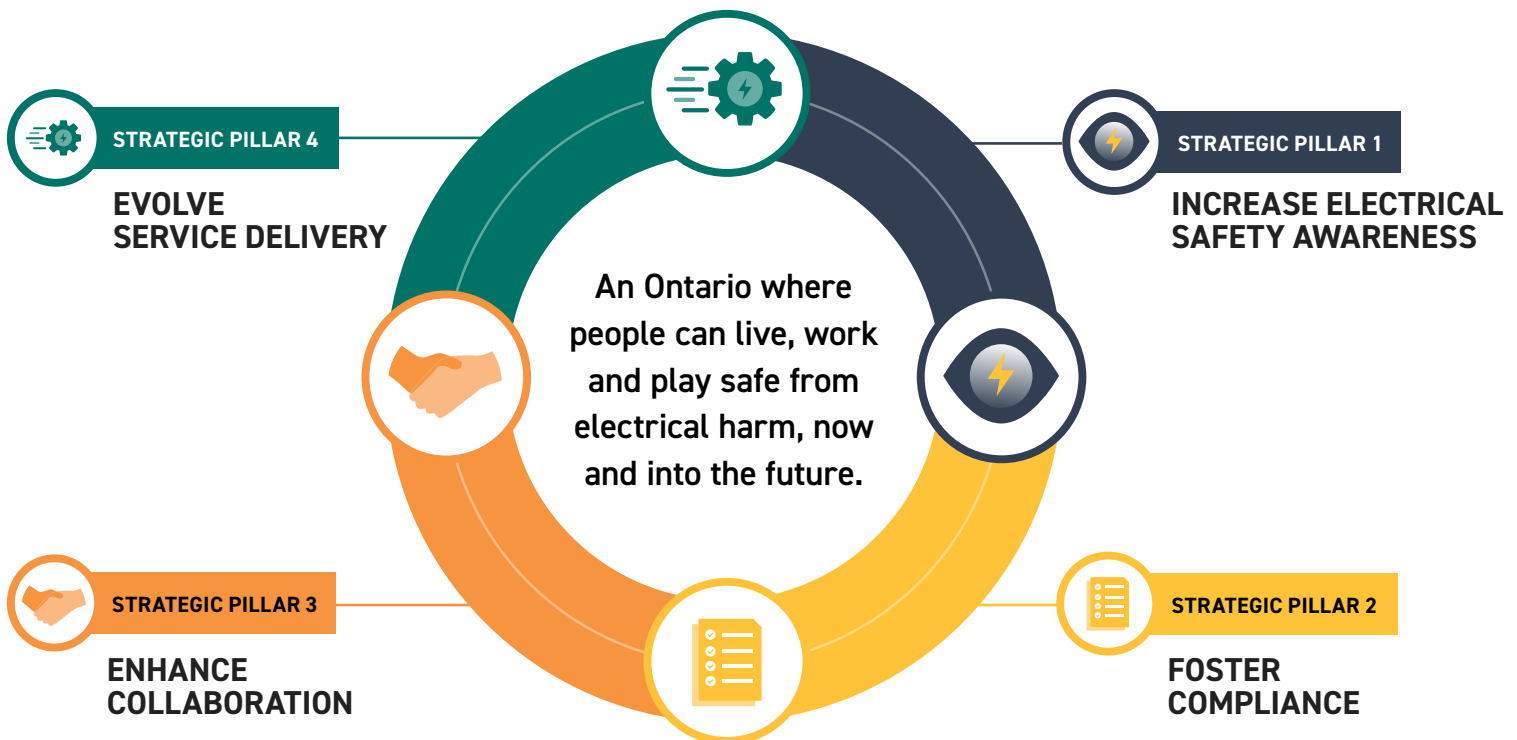 STRATEGIC PILLAR 4
EVOLVE
SERVICE DELIVERY
STRATEGIC PILLAR 1
INCREASE ELECTRICAL
SAFETY AWARENESS
An Ontario where
people can live, work
and play safe from
electrical harm, now
and into the future.
STRATEGIC PILLAR 3
ENHANCE
COLLABORATION
STRATEGIC PILLAR 2
FOSTER
COMPLIANCE